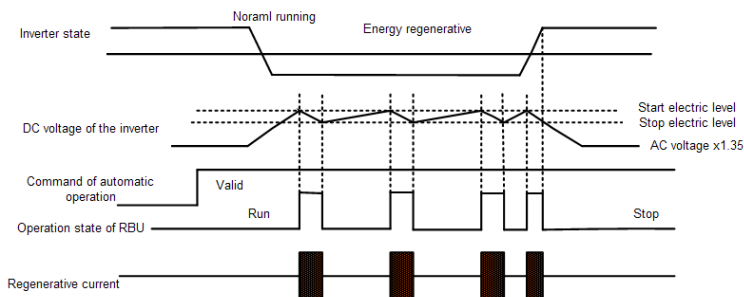 Noraml running
Inverter state
Energy regenerative
Start electric level
DC voltage of the inverter
Stop electric level
AC voltage x1.35
Command of automatic
operation
Valid
Run
Stop
Operation state of RBU
Regenerative current